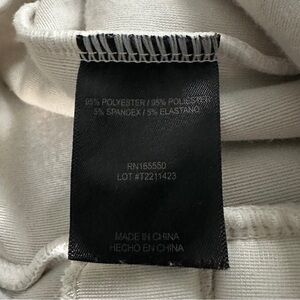 95% POLYESTER / 95% POLIESTER
5% SPANDEX / 5% ELASTANO
RN165550
LOT #T2211423
MADE IN CHINA
HECHO EN CHINA